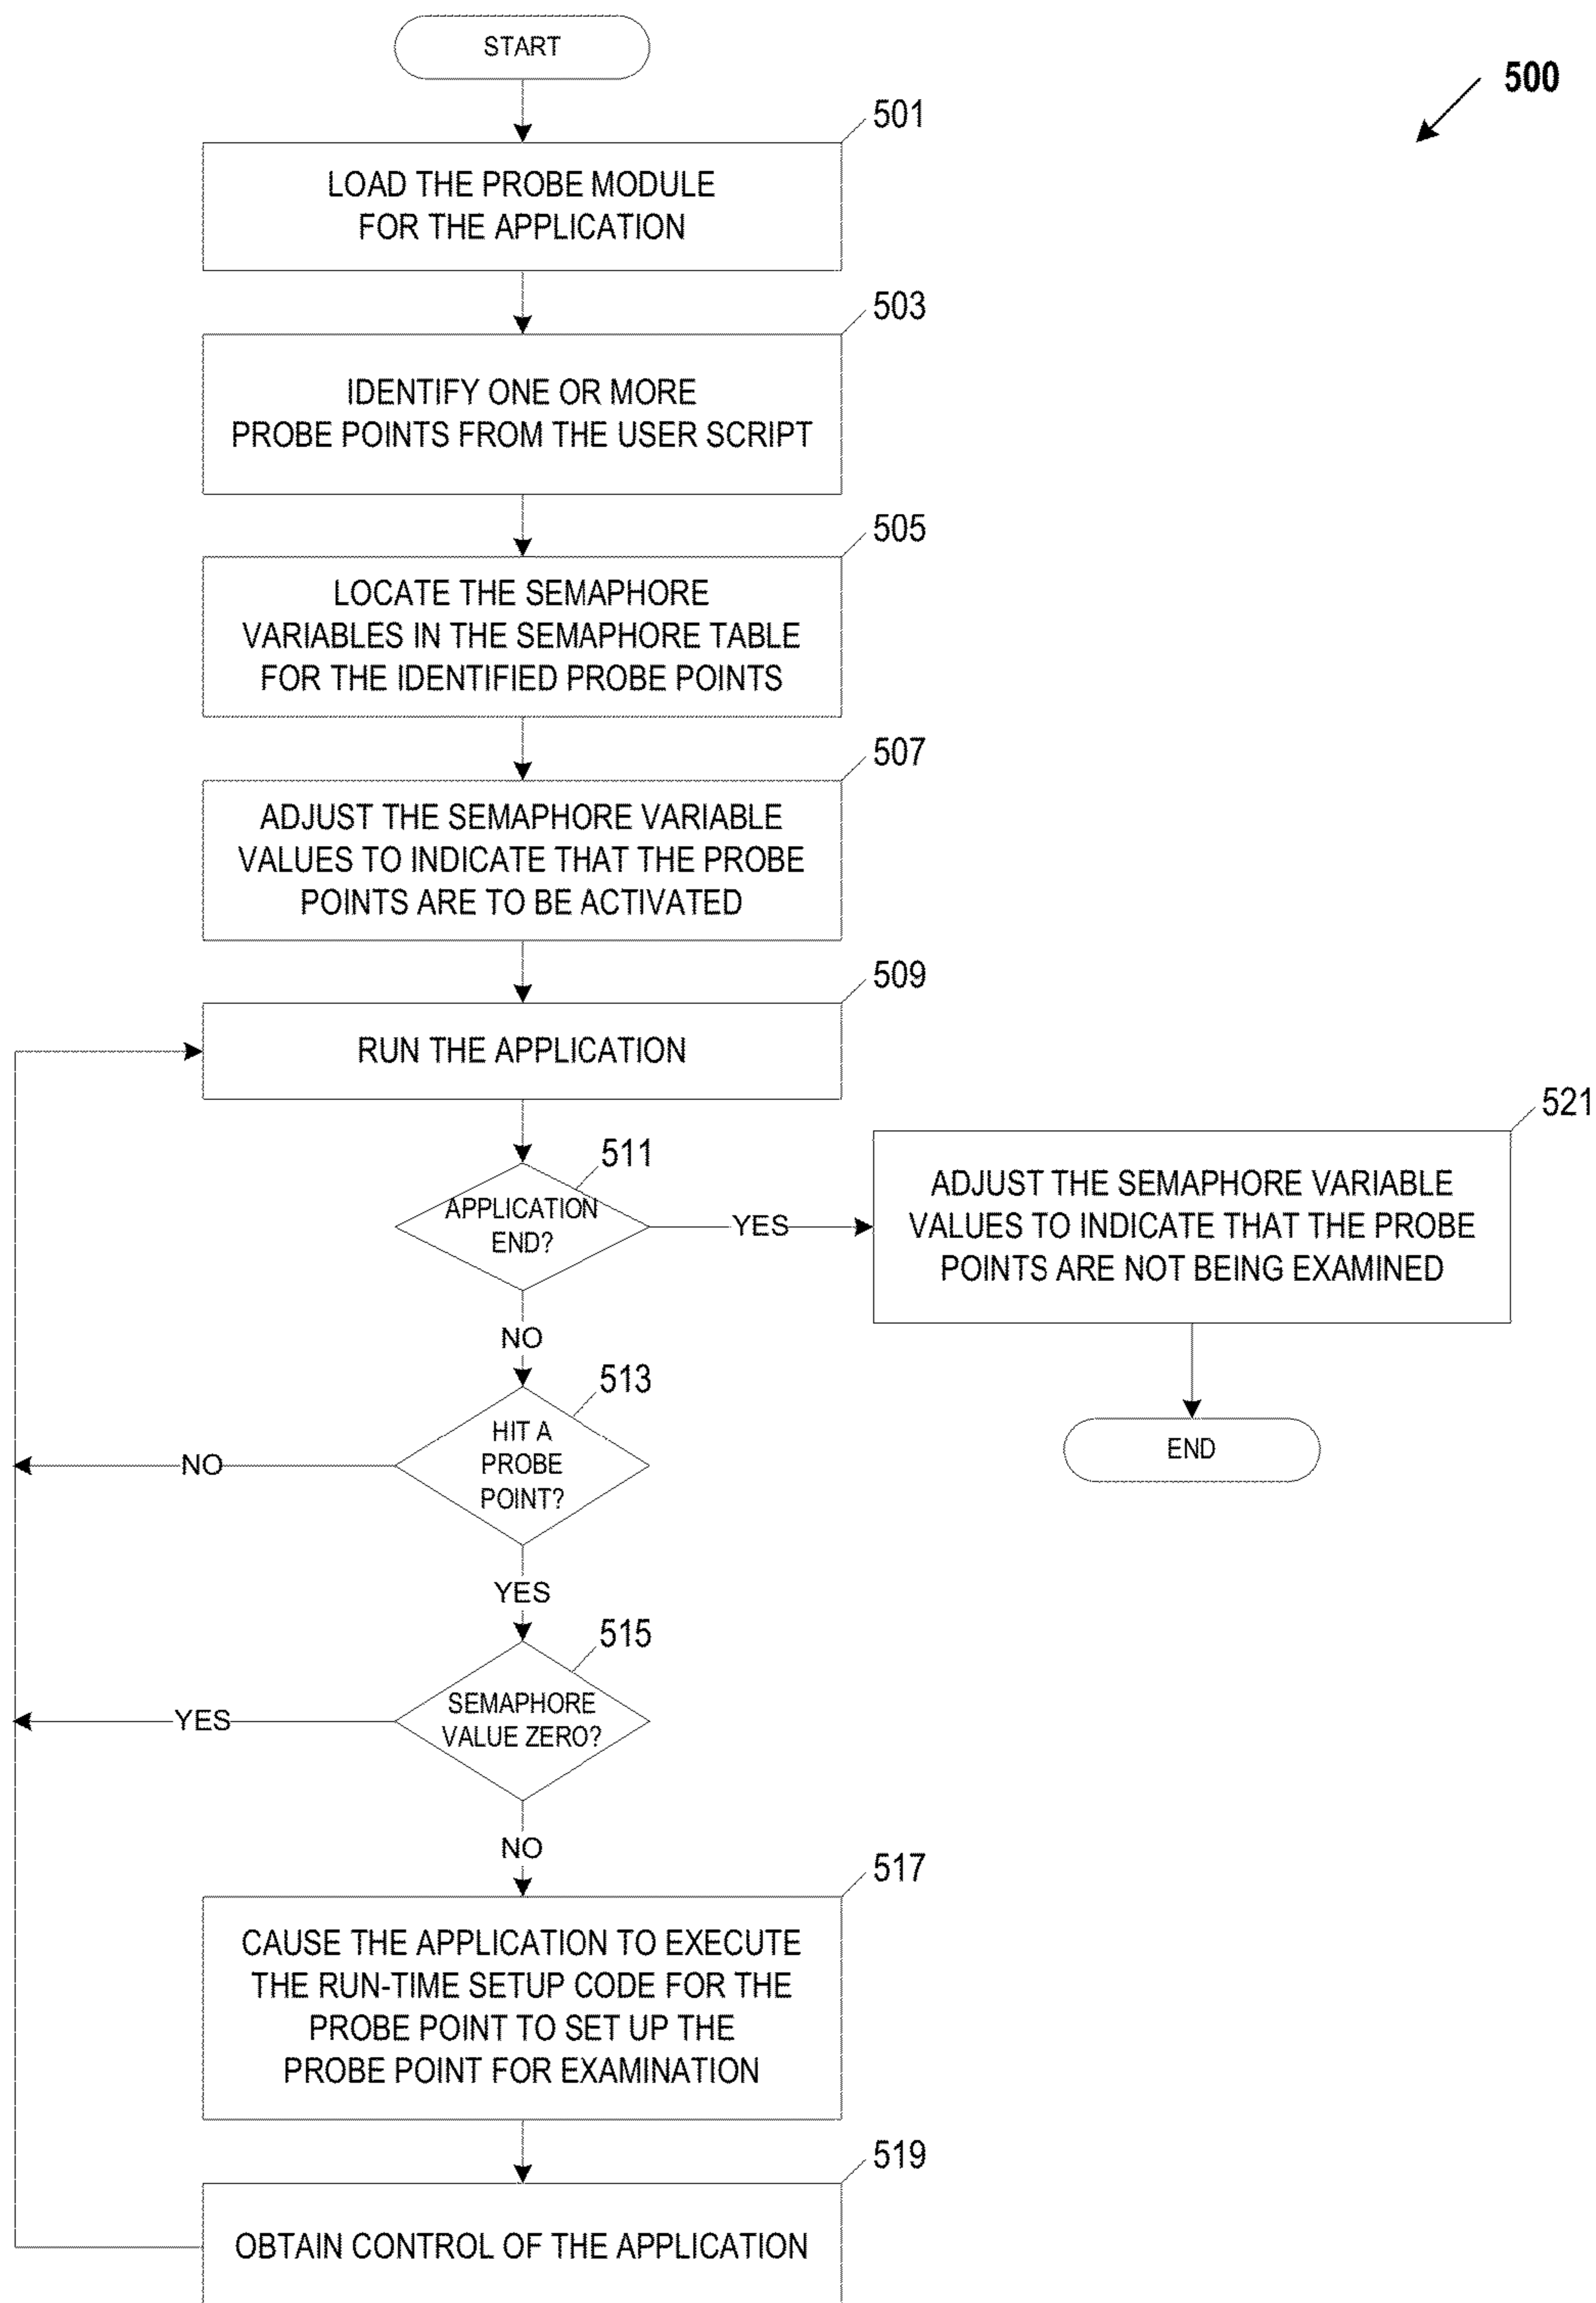 START
500
501
LOAD THE PROBE MODULE
FOR THE APPLICATION
503
IDENTIFY ONE OR MORE
PROBE POINTS FROM THE USER SCRIPT
505
LOCATE THE SEMAPHORE
VARIABLES IN THE SEMAPHORE TABLE
FOR THE IDENTIFIED PROBE POINTS
507
ADJUST THE SEMAPHORE VARIABLE
VALUES TO INDICATE THAT THE PROBE
POINTS ARE TO BE ACTIVATED
509
RUN THE APPLICATION
511
APPLICATION
END?
YES
521
ADJUST THE SEMAPHORE VARIABLE
VALUES TO INDICATE THAT THE PROBE
POINTS ARE NOT BEING EXAMINED
END
NO
513
HIT A
PROBE
POINT?
NO
YES
515
SEMAPHORE
VALUE ZERO?
YES
NO
517
CAUSE THE APPLICATION TO EXECUTE
THE RUN-TIME SETUP CODE FOR THE
PROBE POINT TO SET UP THE
PROBE POINT FOR EXAMINATION
519
OBTAIN CONTROL OF THE APPLICATION